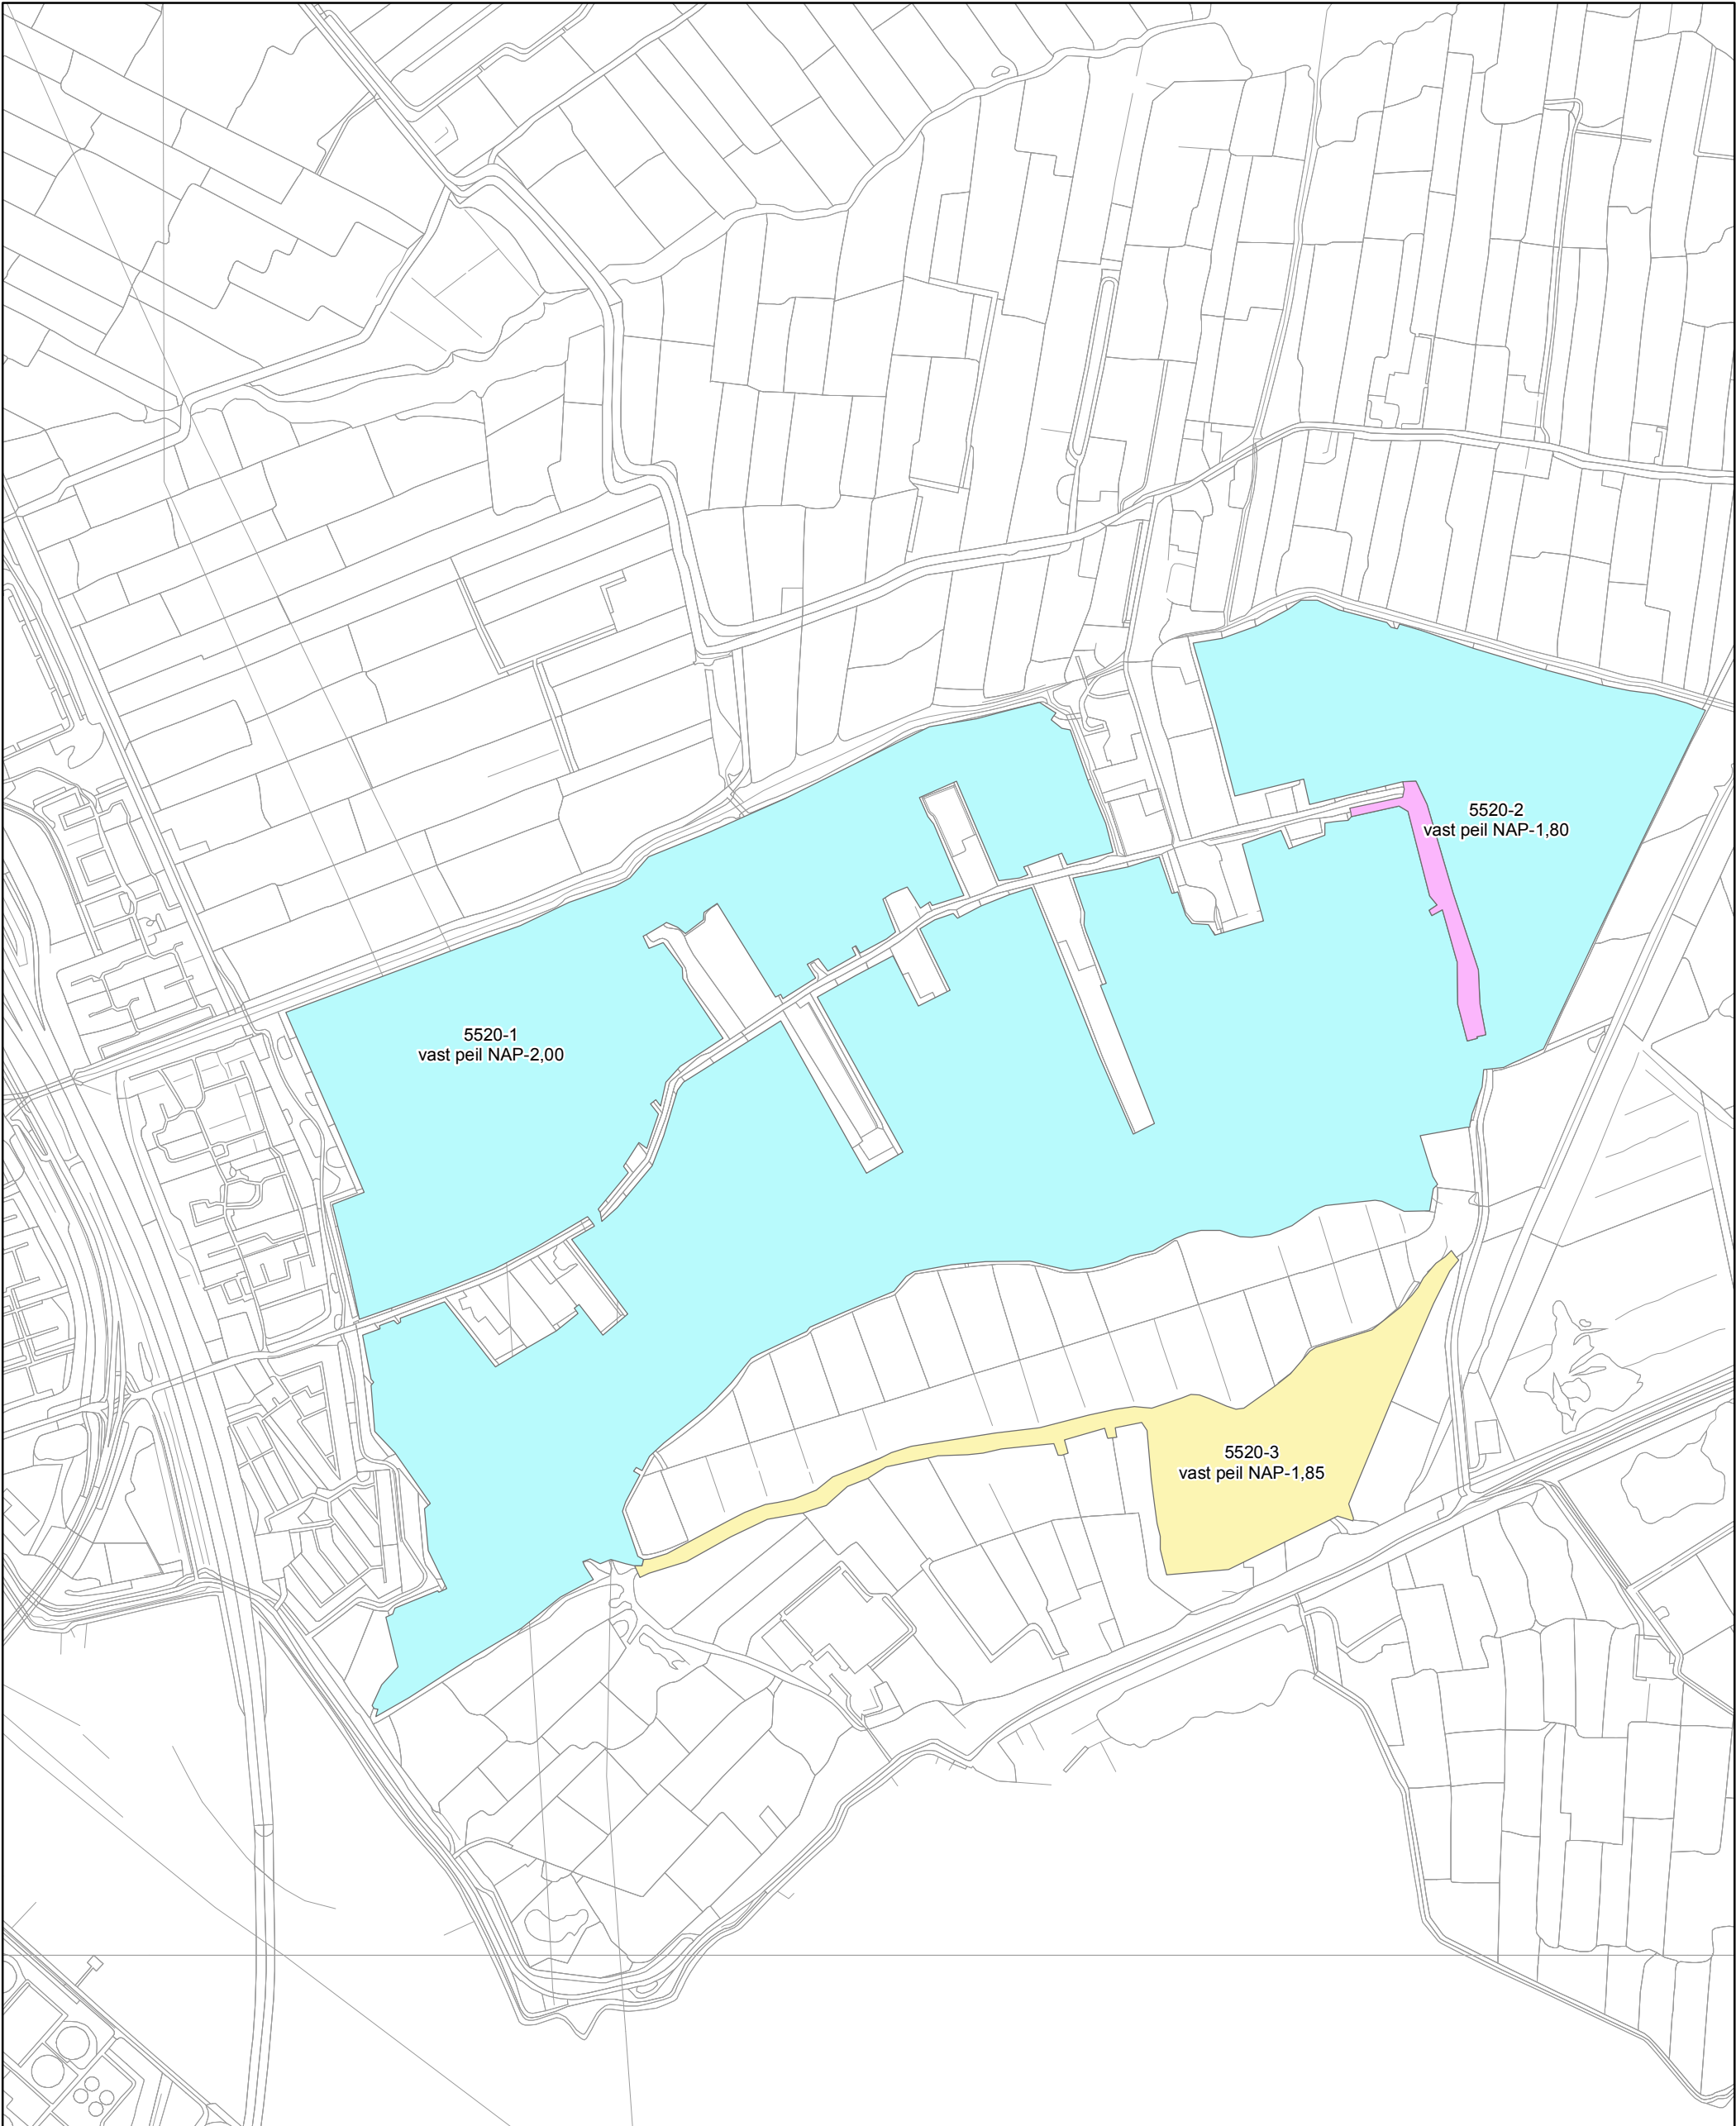 5520-2
vast peil NAP-1,80
5520-1
vast peil NAP-2,00
5520-3
vast peil NAP-1,85